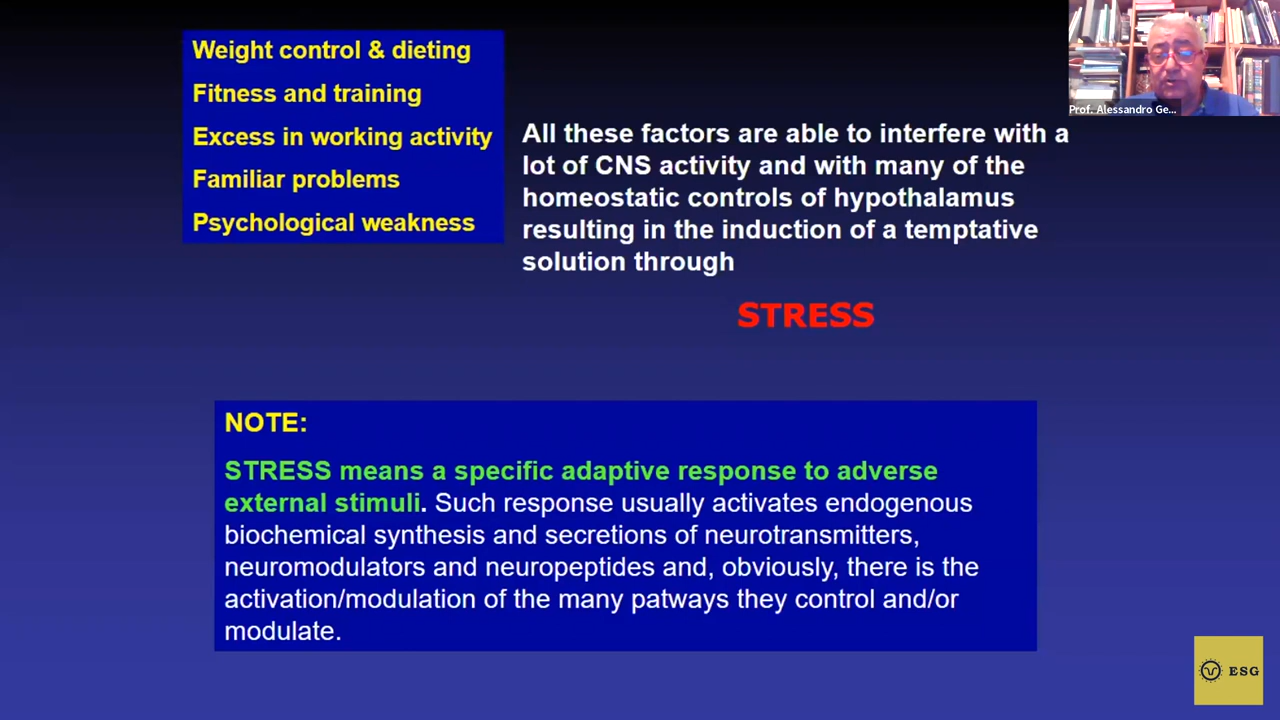 Weight control & dieting
Fitness and training
Excess in working activity
Familiar problems
Psychological weakness
All these factors are able to interfere with a
lot of CNS activity and with many of the
homeostatic controls of hypothalamus
resulting in the induction of a temptative
solution through
STRESS
NOTE:
STRESS means a specific adaptive response to adverse
external stimuli. Such response usually activates endogenous
biochemical synthesis and secretions of neurotransmitters,
neuromodulators and neuropeptides and, obviously, there is the
activation/modulation of the many patways they control and/or
modulate.
Prof. Alessandro Ge...
ESG